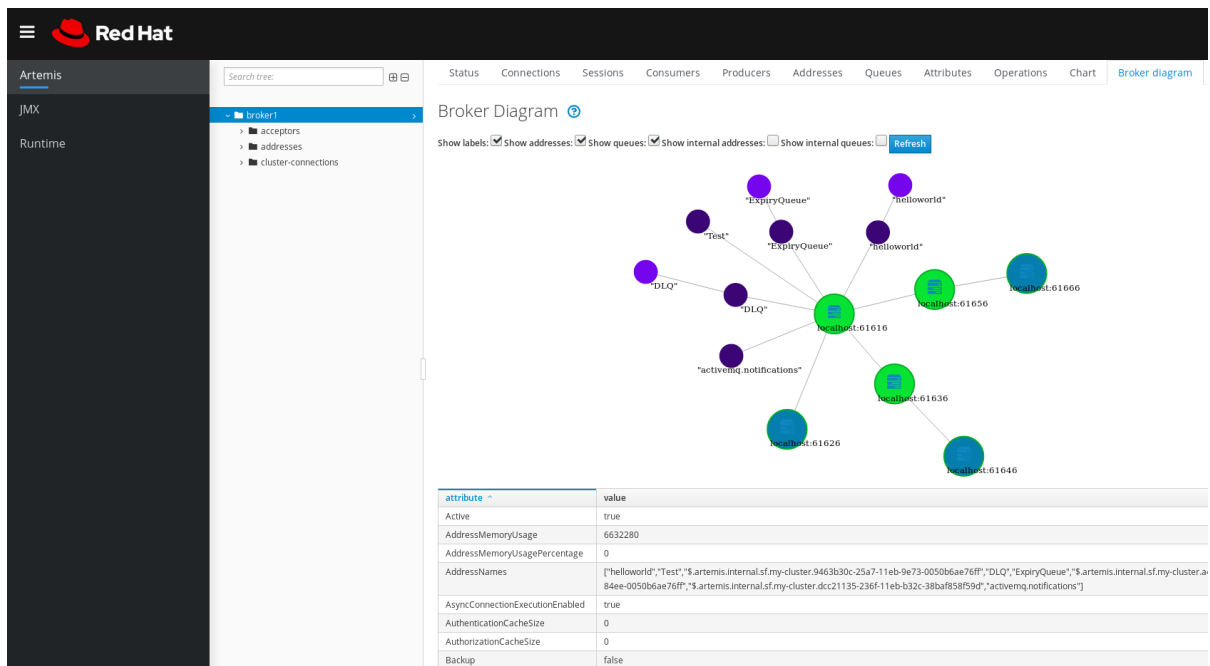 Red Hat
Artemis
JMX
Runtime
Search tree:
broker1
acceptors
addresses
cluster-connections
Status Connections Sessions Consumers Producers Addresses Queues Attributes Operations Chart Broker diagram
Broker Diagram
Show labels: Show addresses: Show queues: Show internal addresses: Show internal queues: Refresh
"ExpiryQueue"
"helloworld"
"Test"
"ExpiryQueue"
"helloworld"
"DLQ"
localhost:61666
localhost:61656
"DLQ"
localhost:61616
"activemq.notifications"
localhost:61636
localhost:61626
localhost:61646
attribute value
Active true
AddressMemoryUsage 6632280
AddressMemoryUsagePercentage 0
AddressNames ["helloworld","Test","$.artemis.internal.sf.my-cluster.9463b30c-25a7-11eb-9e73-0050b6ae76ff","DLQ","ExpiryQueue","$.artemis.internal.sf.my-cluster.a
84ee-0050b6ae76ff","$.artemis.internal.sf.my-cluster.dcc21135-236f-11eb-b32c-38baf858f59d","activemq.notifications"]
AsyncConnectionExecutionEnabled true
AuthenticationCacheSize 0
AuthorizationCacheSize 0
Backup false